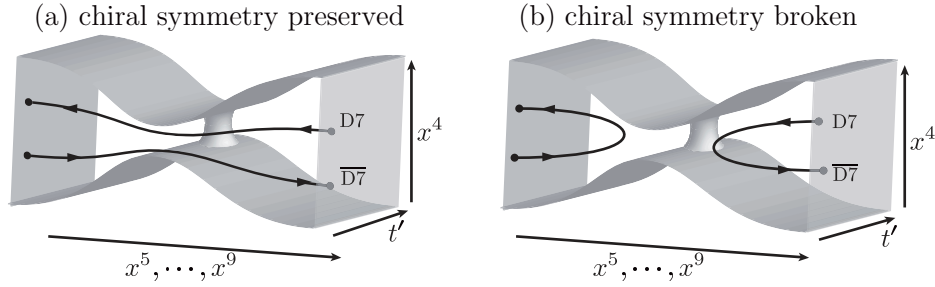 (a) chiral symmetry preserved
D7
D̅7̅
x⁴
t′
x⁵, ⋯, x⁹
(b) chiral symmetry broken
D7
D̅7̅
x⁴
t′
x⁵, ⋯, x⁹